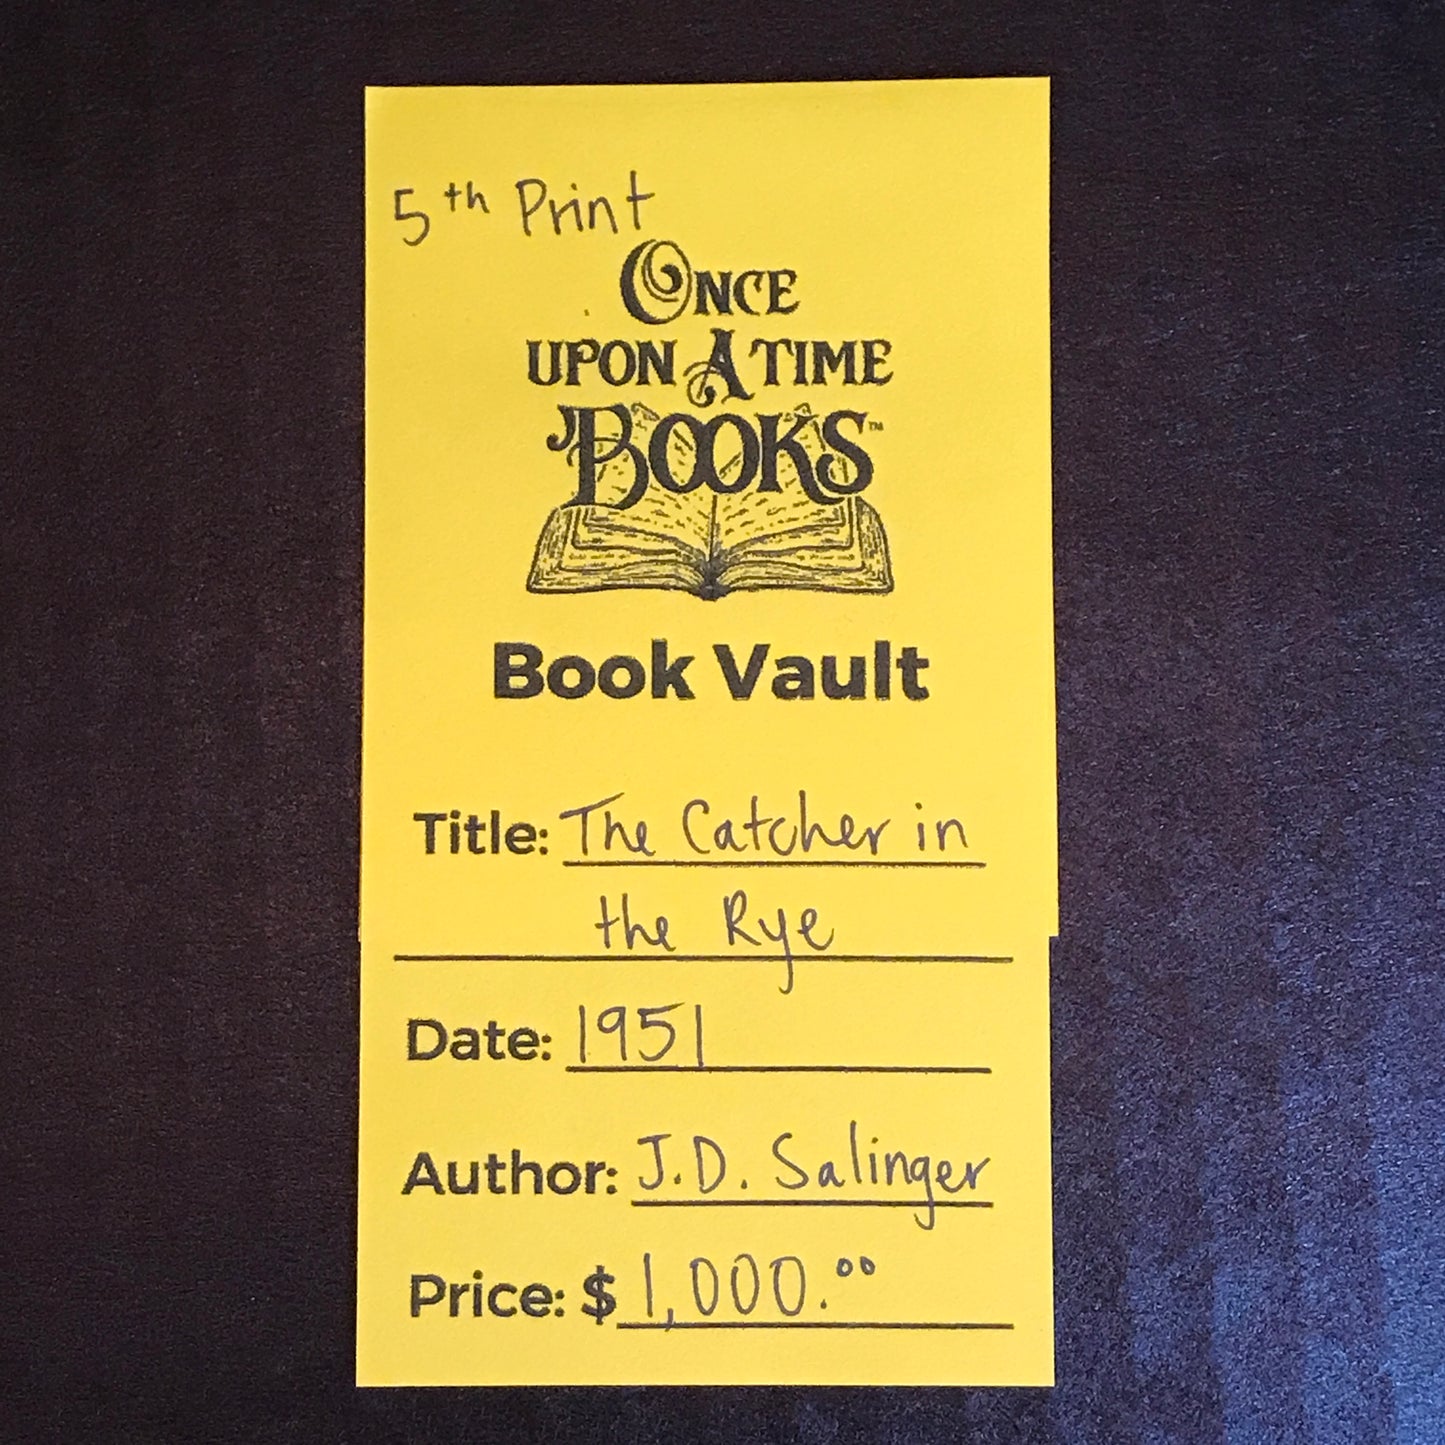 5th Print
ONCE
UPON A TIME
BOOKS™
Book Vault
Title: The Catcher in
the Rye
Date: 1951
Author: J.D. Salinger
Price: $ 1,000.00